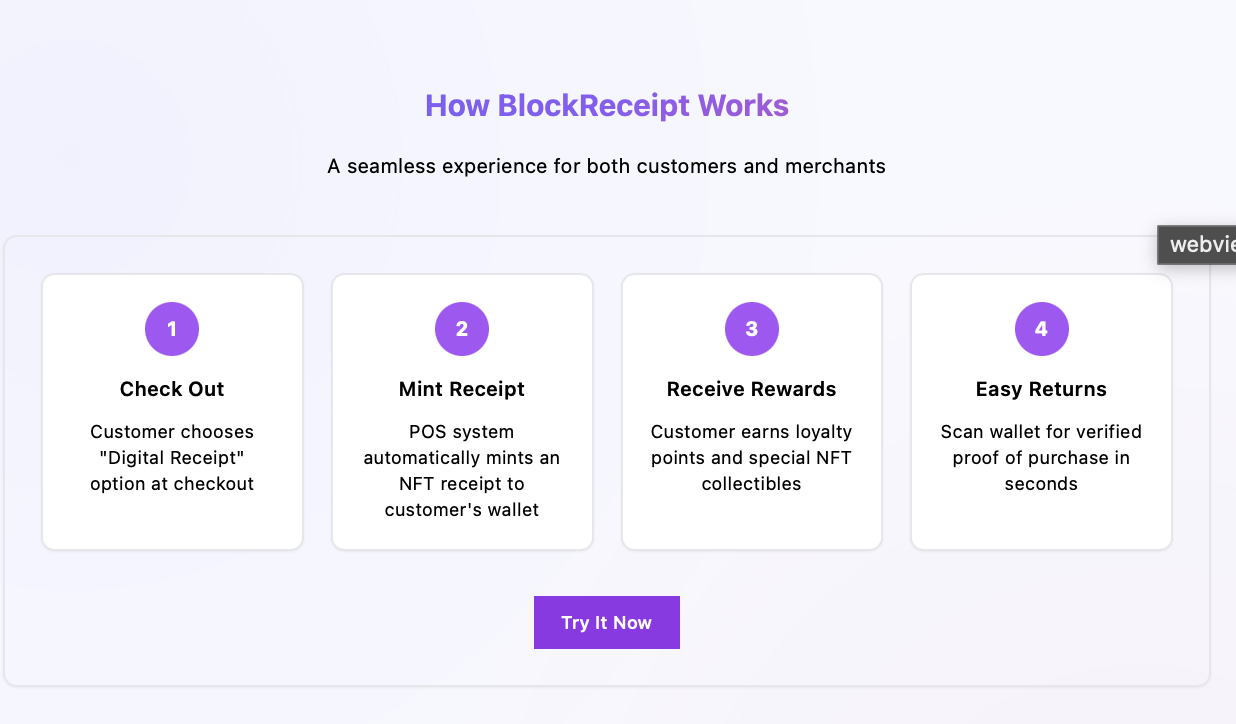 How BlockReceipt Works
A seamless experience for both customers and merchants
1
Check Out
Customer chooses
"Digital Receipt"
option at checkout
2
Mint Receipt
POS system
automatically mints an
NFT receipt to
customer's wallet
3
Receive Rewards
Customer earns loyalty
points and special NFT
collectibles
4
Easy Returns
Scan wallet for verified
proof of purchase in
seconds
Try It Now